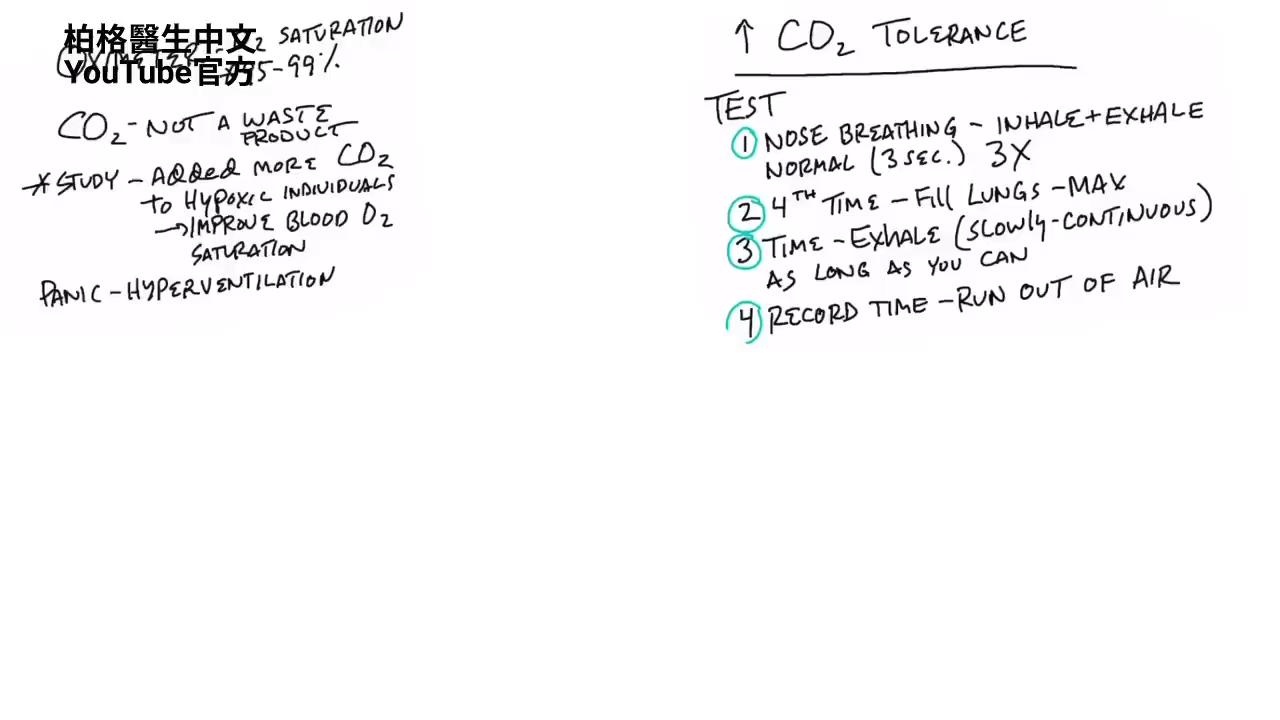 柏格醫生中文
YouTube官方
SATURATION
95-99%
CO2 - NOT A WASTE
PRODUCT
* STUDY - ADDED MORE CO2
TO HYPOXIC INDIVIDUALS
→ IMPROVE BLOOD O2
SATURATION
PANIC - HYPERVENTILATION
↑ CO2 TOLERANCE
TEST
1 NOSE BREATHING - INHALE + EXHALE
NORMAL (3 SEC.) 3X
2 4TH TIME - FILL LUNGS - MAX
3 TIME - EXHALE (SLOWLY - CONTINUOUS)
AS LONG AS YOU CAN
4 RECORD TIME - RUN OUT OF AIR